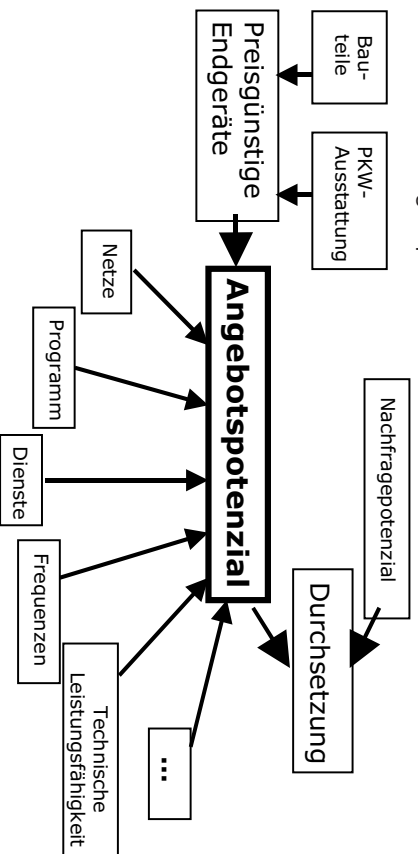 Nachfragepotenzial
Durchsetzung
Bau-
teile
PKW-
Ausstattung
Preisgünstige
Endgeräte
Angebotspotenzial
Netze
Programm
Dienste
Frequenzen
Technische
Leistungsfähigkeit
...